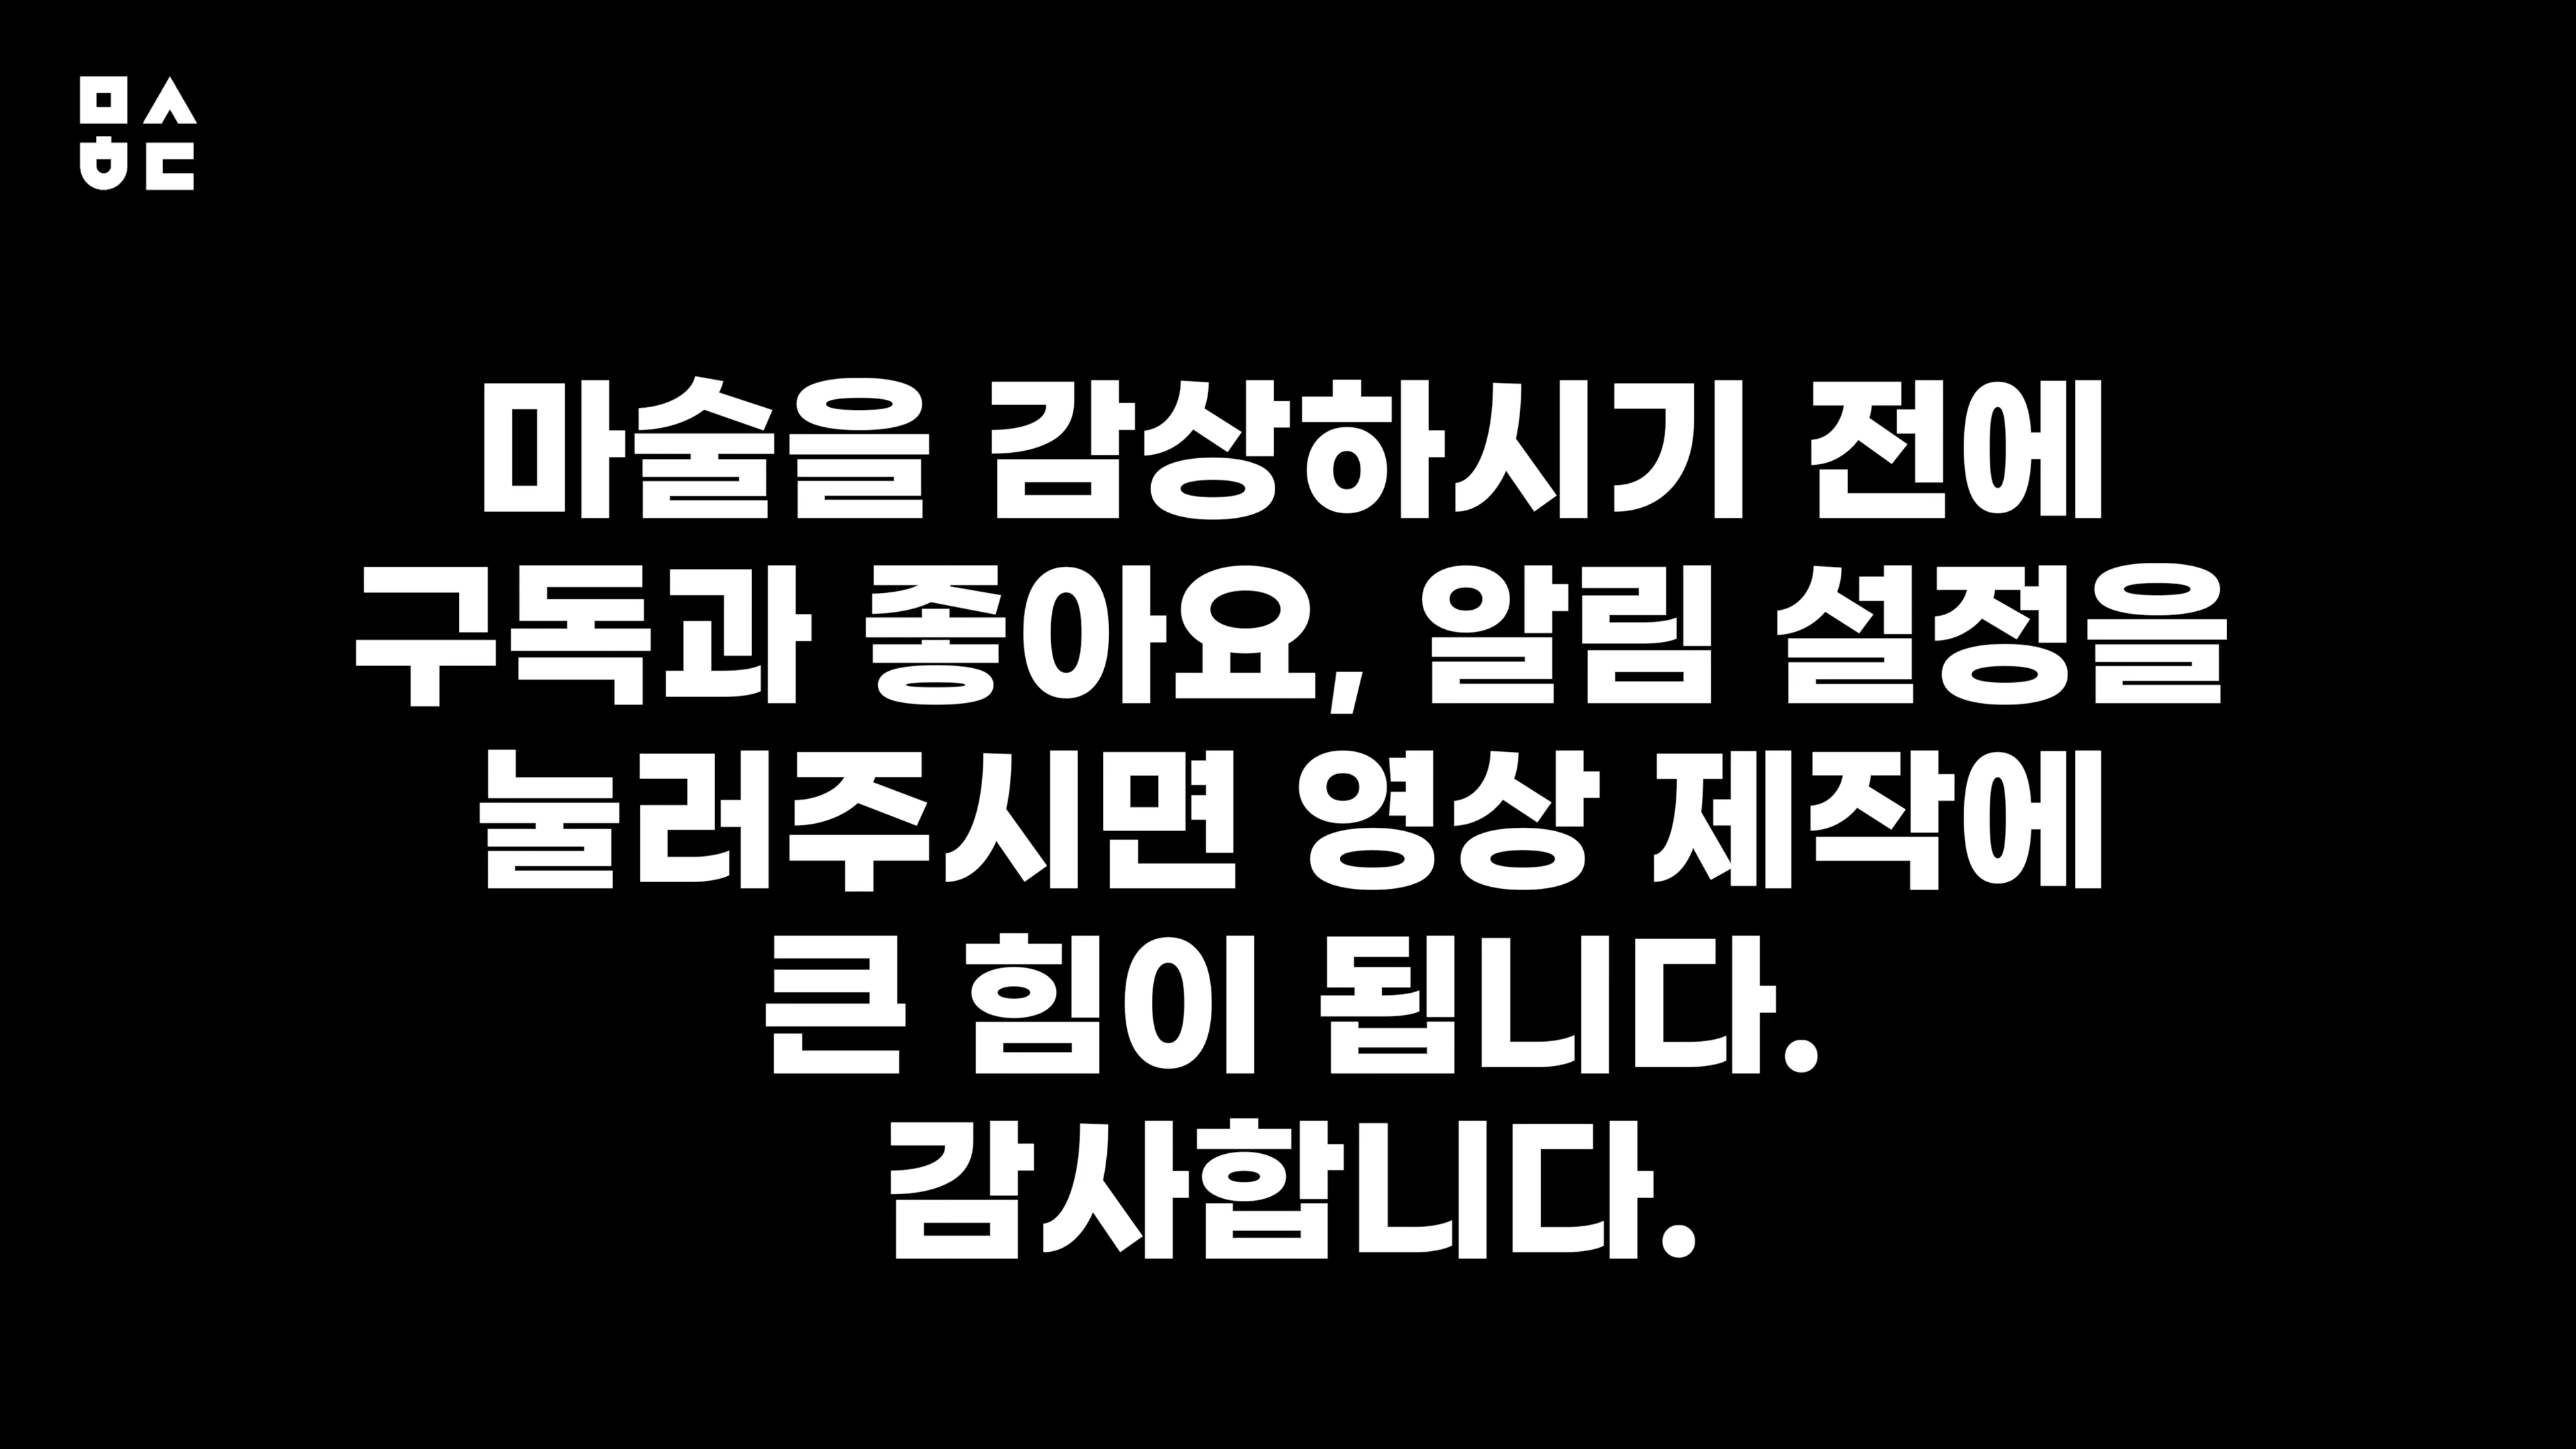 ㅁㅅ
ㅎㄷ
마술을 감상하시기 전에
구독과 좋아요, 알림 설정을
눌러주시면 영상 제작에
큰 힘이 됩니다.
감사합니다.